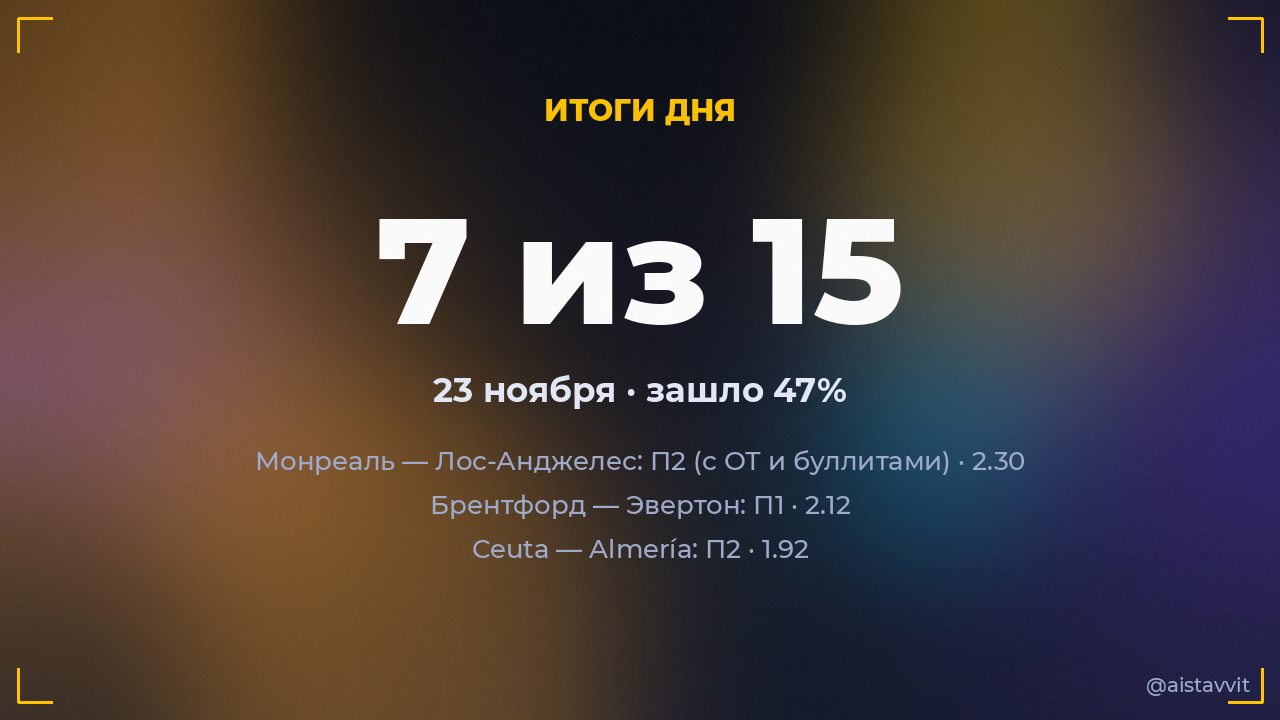 ИТОГИ ДНЯ
7 из 15
23 ноября · зашло 47%
Монреаль — Лос-Анджелес: П2 (с ОТ и буллитами) · 2.30
Брентфорд — Эвертон: П1 · 2.12
Ceuta — Almería: П2 · 1.92
@aistavvit